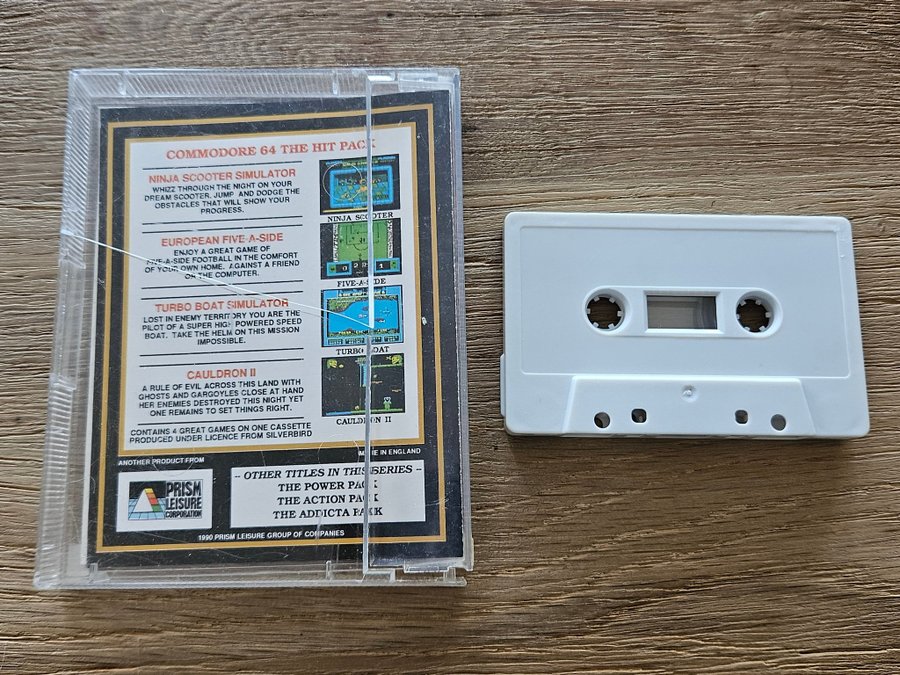 COMMODORE 64 THE HIT PACK
NINJA SCOOTER SIMULATOR
WHIZZ THROUGH THE NIGHT ON YOUR
DREAM SCOOTER, JUMP AND DODGE THE
OBSTACLES THAT WILL SHOW YOUR
PROGRESS.
NINJA SCOOTER
EUROPEAN FIVE-A-SIDE
ENJOY A GREAT GAME OF
FIVE-A-SIDE FOOTBALL IN THE COMFORT
OF YOUR OWN HOME. AGAINST A FRIEND
OR THE COMPUTER.
FIVE-A-SIDE
TURBO BOAT SIMULATOR
LOST IN ENEMY TERRITORY YOU ARE THE
PILOT OF A SUPER HIGH POWERED SPEED
BOAT. TAKE THE HELM ON THIS MISSION
IMPOSSIBLE.
TURBO BOAT
CAULDRON II
A RULE OF EVIL ACROSS THIS LAND WITH
GHOSTS AND GARGOYLES CLOSE AT HAND
HER ENEMIES DESTROYED THIS NIGHT YET
ONE REMAINS TO SET THINGS RIGHT.
CAULDRON II
CONTAINS 4 GREAT GAMES ON ONE CASSETTE
PRODUCED UNDER LICENCE FROM SILVERBIRD
ANOTHER PRODUCT FROM
MADE IN ENGLAND
PRISM
LEISURE
CORPORATION
-- OTHER TITLES IN THIS SERIES --
THE POWER PACK
THE ACTION PACK
THE ADDICTA PAKK
1990 PRISM LEISURE GROUP OF COMPANIES